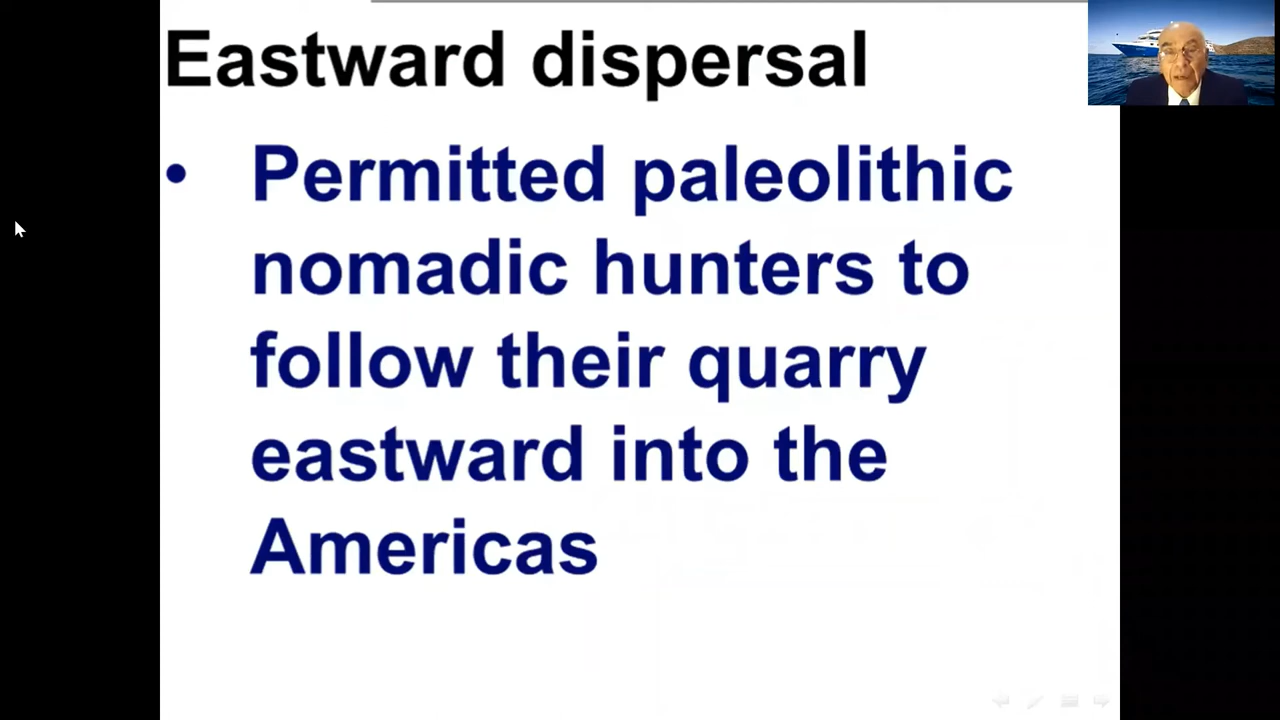 Eastward dispersal
• Permitted paleolithic
nomadic hunters to
follow their quarry
eastward into the
Americas